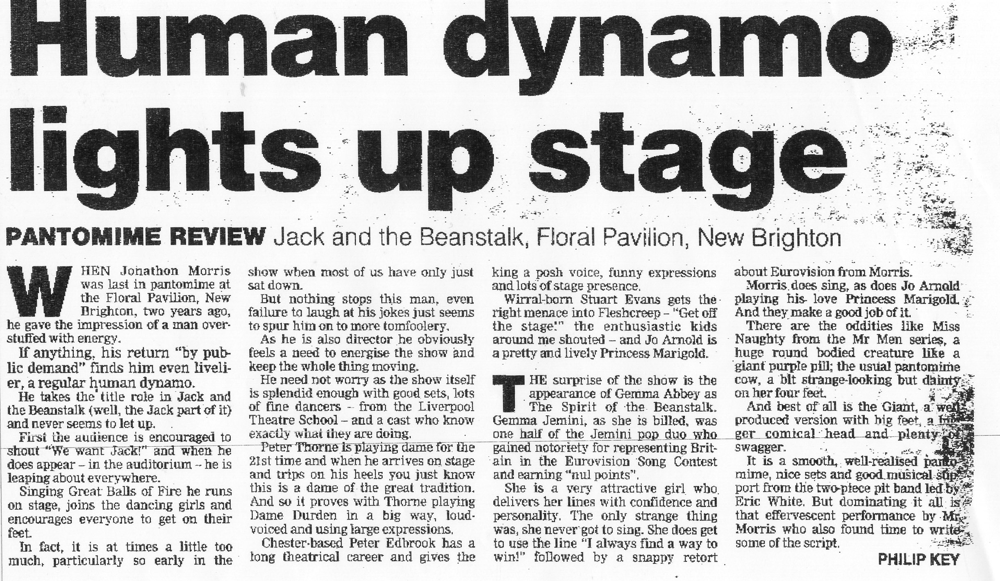 Human dynamo
lights up stage
PANTOMIME REVIEW Jack and the Beanstalk, Floral Pavilion, New Brighton
WHEN Jonathon Morris
was last in pantomime at
the Floral Pavilion, New
Brighton, two years ago,
he gave the impression of a man over-
stuffed with energy.
If anything, his return "by pub-
lic demand" finds him even liveli-
er, a regular human dynamo.
He takes the title role in Jack and
the Beanstalk (well, the Jack part of it)
and never seems to let up.
First the audience is encouraged to
shout "We want Jack!" and when he
does appear – in the auditorium – he is
leaping about everywhere.
Singing Great Balls of Fire he runs
on stage, joins the dancing girls and
encourages everyone to get on their
feet.
In fact, it is at times a little too
much, particularly so early in the
show when most of us have only just
sat down.
But nothing stops this man, even
failure to laugh at his jokes just seems
to spur him on to more tomfoolery.
As he is also director he obviously
feels a need to energise the show and
keep the whole thing moving.
He need not worry as the show itself
is splendid enough with good sets, lots
of fine dancers – from the Liverpool
Theatre School – and a cast who know
exactly what they are doing.
Peter Thorne is playing dame for the
21st time and when he arrives on stage
and trips on his heels you just know
this is a dame of the great tradition.
And so it proves with Thorne playing
Dame Durden in a big way, loud-
voiced and using large expressions.
Chester-based Peter Edbrook has a
long theatrical career and gives the
king a posh voice, funny expressions
and lots of stage presence.
Wirral-born Stuart Evans gets the
right menace into Fleshcreep – "Get off
the stage!" the enthusiastic kids
around me shouted – and Jo Arnold is
a pretty and lively Princess Marigold.
THE surprise of the show is the
appearance of Gemma Abbey as
The Spirit of the Beanstalk.
Gemma Jemini, as she is billed, was
one half of the Jemini pop duo who
gained notoriety for representing Brit-
ain in the Eurovision Song Contest
and earning "nul points".
She is a very attractive girl who
delivers her lines with confidence and
personality. The only strange thing
was, she never got to sing. She does get
to use the line "I always find a way to
win!" followed by a snappy retort
about Eurovision from Morris.
Morris does sing, as does Jo Arnold
playing his love Princess Marigold.
And they make a good job of it.
There are the oddities like Miss
Naughty from the Mr Men series, a
huge round bodied creature like a
giant purple pill; the usual pantomime
cow, a bit strange-looking but dainty
on her four feet.
And best of all is the Giant, a well
produced version with big feet, a
ger comical head and plenty of
swagger.
It is a smooth, well-realised panto-
mime, nice sets and good musical sup-
port from the two-piece pit band led by
Eric White. But dominating it all is
that effervescent performance by Mr
Morris who also found time to write
some of the script.
PHILIP KEY